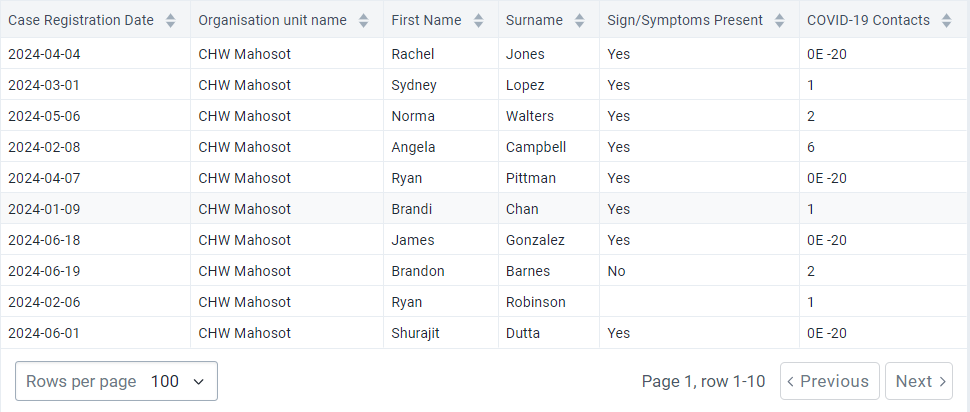 Case Registration Date Organisation unit name First Name Surname Sign/Symptoms Present COVID-19 Contacts
2024-04-04 CHW Mahosot Rachel Jones Yes 0E -20
2024-03-01 CHW Mahosot Sydney Lopez Yes 1
2024-05-06 CHW Mahosot Norma Walters Yes 2
2024-02-08 CHW Mahosot Angela Campbell Yes 6
2024-04-07 CHW Mahosot Ryan Pittman Yes 0E -20
2024-01-09 CHW Mahosot Brandi Chan Yes 1
2024-06-18 CHW Mahosot James Gonzalez Yes 0E -20
2024-06-19 CHW Mahosot Brandon Barnes No 2
2024-02-06 CHW Mahosot Ryan Robinson 1
2024-06-01 CHW Mahosot Shurajit Dutta Yes 0E -20
Rows per page 100 Page 1, row 1-10 Previous Next